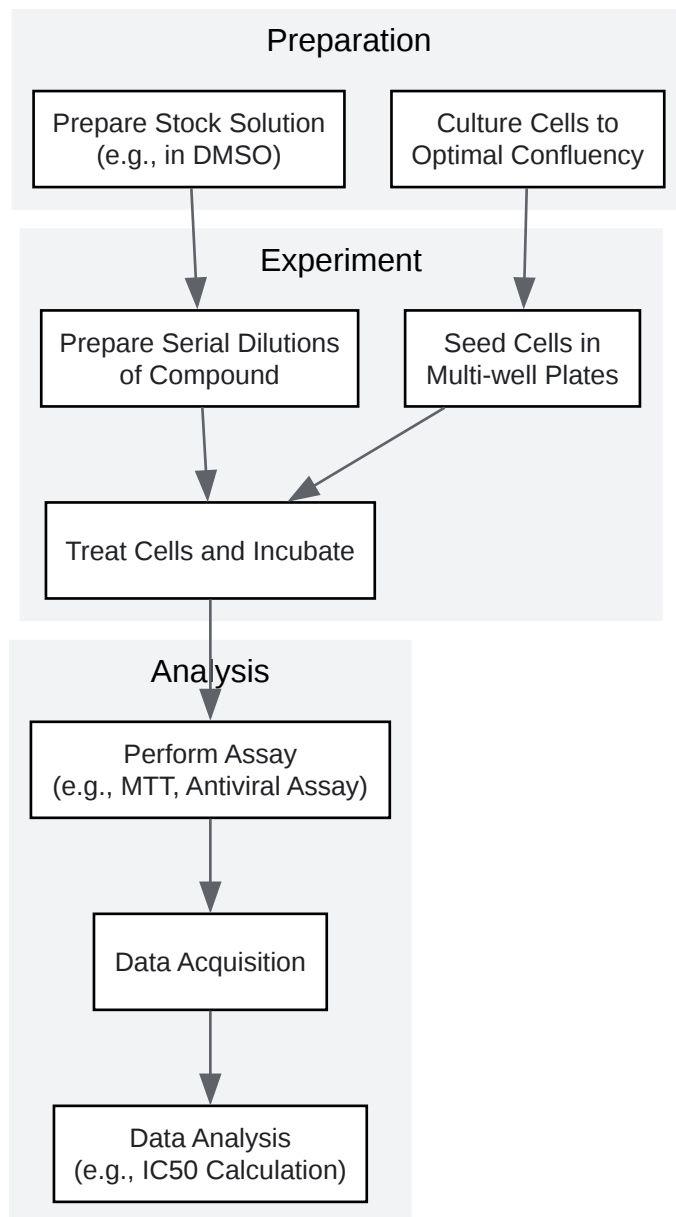 Preparation
Prepare Stock Solution
(e.g., in DMSO)
Culture Cells to
Optimal Confluency
Experiment
Prepare Serial Dilutions
of Compound
Seed Cells in
Multi-well Plates
Treat Cells and Incubate
Analysis
Perform Assay
(e.g., MTT, Antiviral Assay)
Data Acquisition
Data Analysis
(e.g., IC50 Calculation)